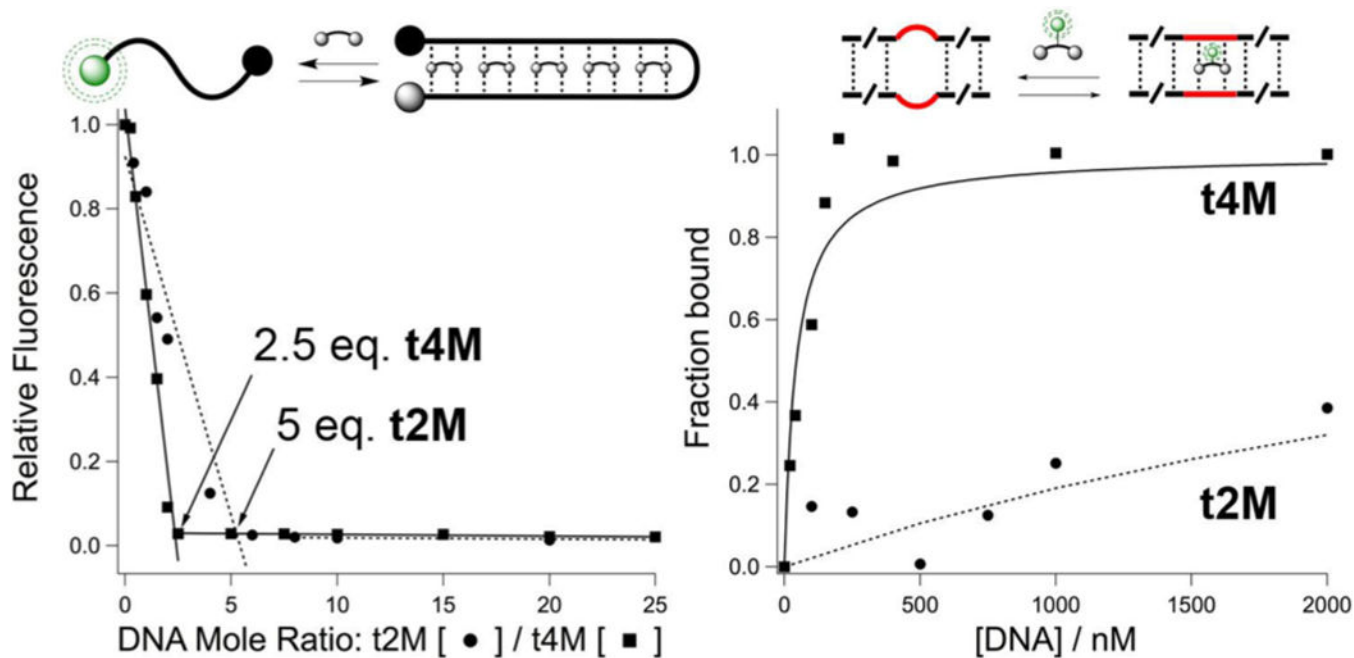 Relative Fluorescence
1.0
0.8
0.6
0.4
0.2
0.0
2.5 eq. t4M
5 eq. t2M
0 5 10 15 20 25
DNA Mole Ratio: t2M [ ● ] / t4M [ ■ ]
Fraction bound
1.0
0.8
0.6
0.4
0.2
0.0
t4M
t2M
0 500 1000 1500 2000
[DNA] / nM